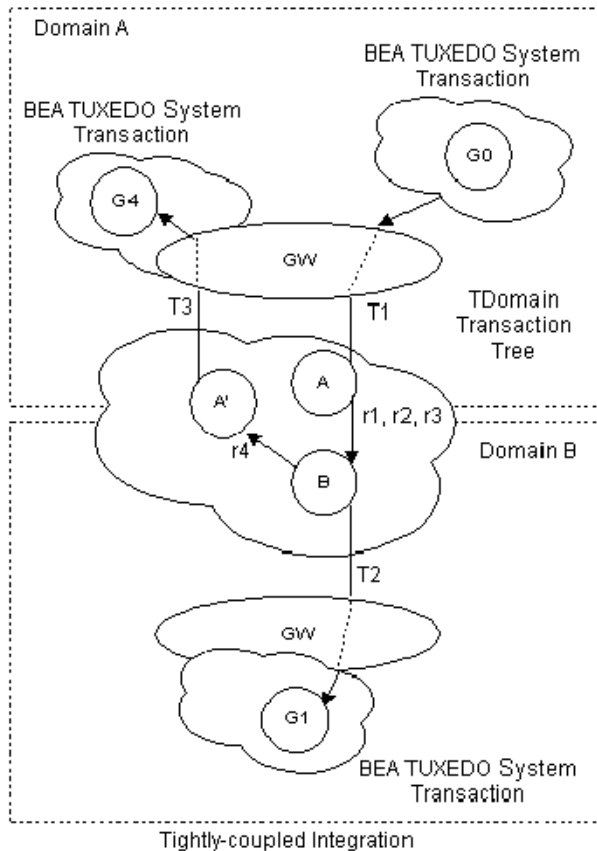 Domain A
BEA TUXEDO System
Transaction
BEA TUXEDO System
Transaction
G0
G4
GW
T3
T1
TDomain
Transaction
Tree
A
A'
r1, r2, r3
r4
B
Domain B
T2
GW
G1
BEA TUXEDO System
Transaction
Tightly-coupled Integration